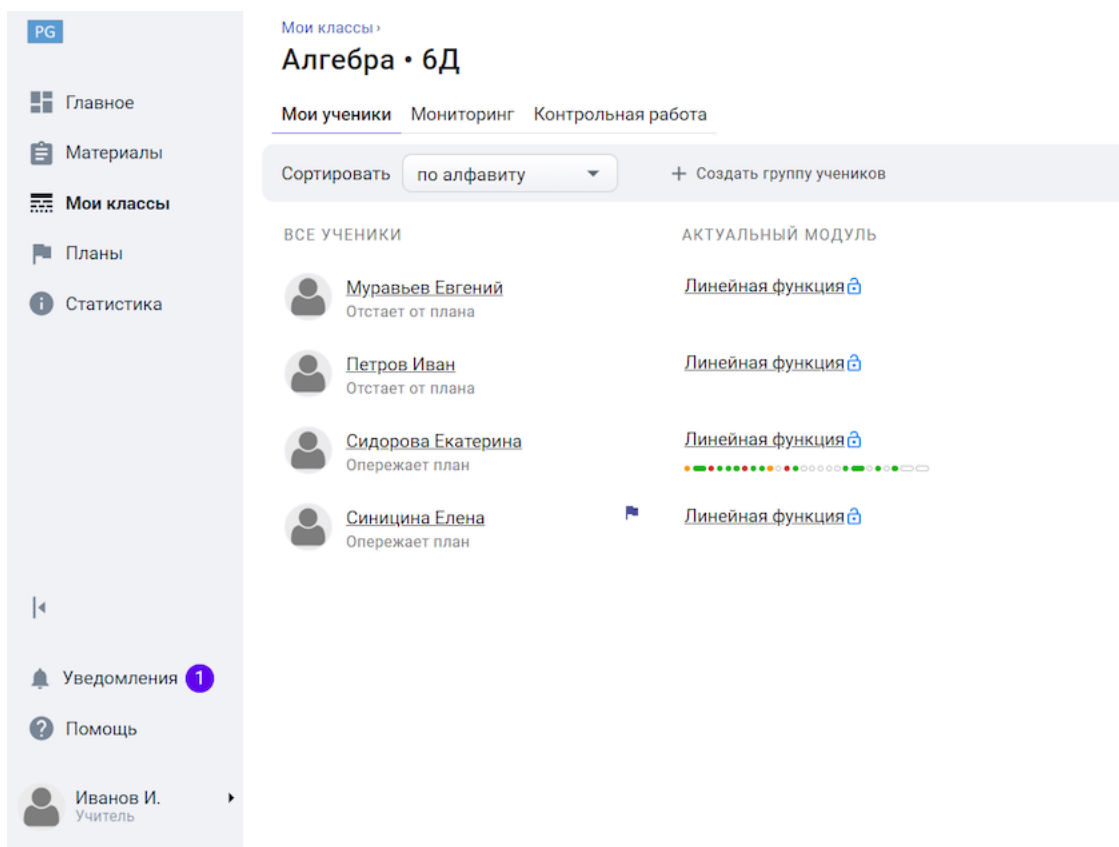 PG
Главное
Материалы
Мои классы
Планы
Статистика
Уведомления 1
Помощь
Иванов И.
Учитель
Мои классы›
Алгебра • 6Д
Мои ученики Мониторинг Контрольная работа
Сортировать по алфавиту + Создать группу учеников
ВСЕ УЧЕНИКИ АКТУАЛЬНЫЙ МОДУЛЬ
Муравьев Евгений Линейная функция
Отстает от плана
Петров Иван Линейная функция
Отстает от плана
Сидорова Екатерина Линейная функция
Опережает план
Синицина Елена Линейная функция
Опережает план